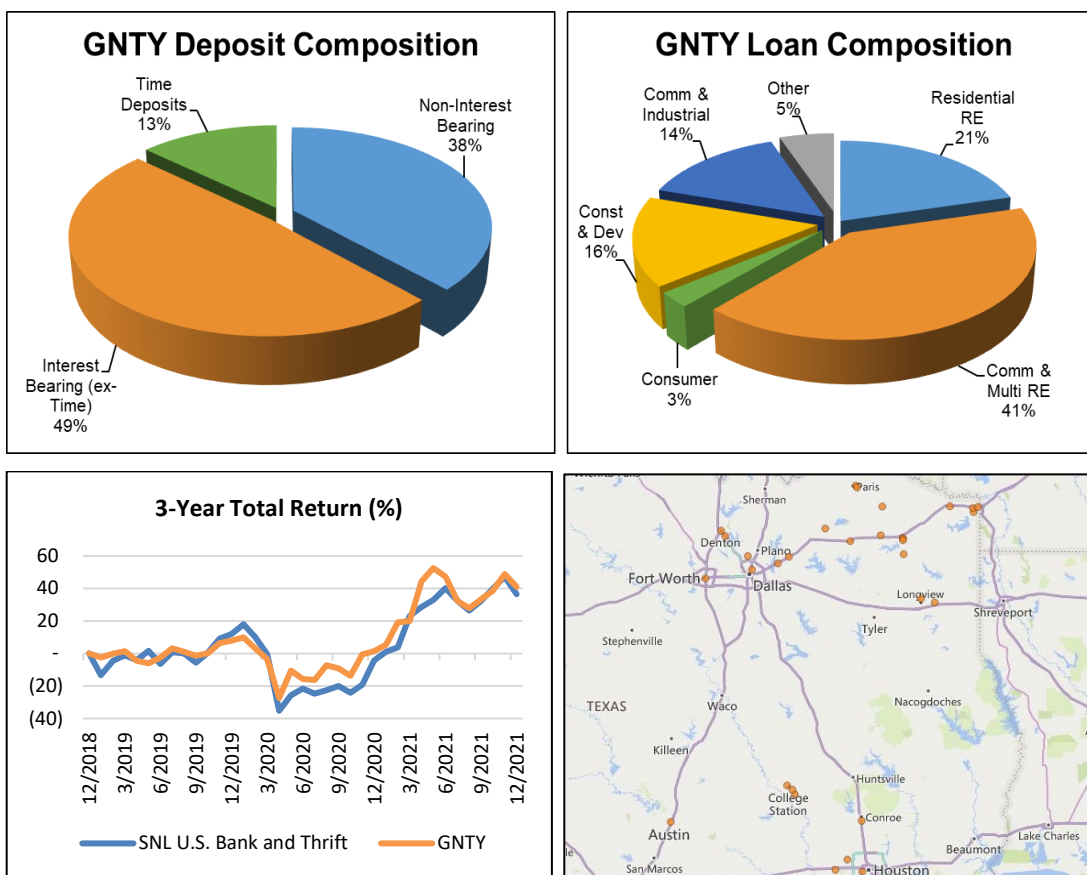 GNTY Deposit Composition
Time
Deposits
13%
Non-Interest
Bearing
38%
Interest
Bearing (ex-
Time)
49%
GNTY Loan Composition
Comm &
Industrial
14%
Other
5%
Residential
RE
21%
Const
& Dev
16%
Consumer
3%
Comm &
Multi RE
41%
3-Year Total Return (%)
60
40
20
-
(20)
(40)
12/2018
3/2019
6/2019
9/2019
12/2019
3/2020
6/2020
9/2020
12/2020
3/2021
6/2021
9/2021
12/2021
SNL U.S. Bank and Thrift
GNTY
Sherman
Paris
Denton
Plano
Fort Worth
Dallas
Longview
Shreveport
Tyler
Stephenville
TEXAS
Waco
Nacogdoches
Killeen
Huntsville
College
Station
Conroe
Austin
Lake Charles
Beaumont
San Marcos
Houston